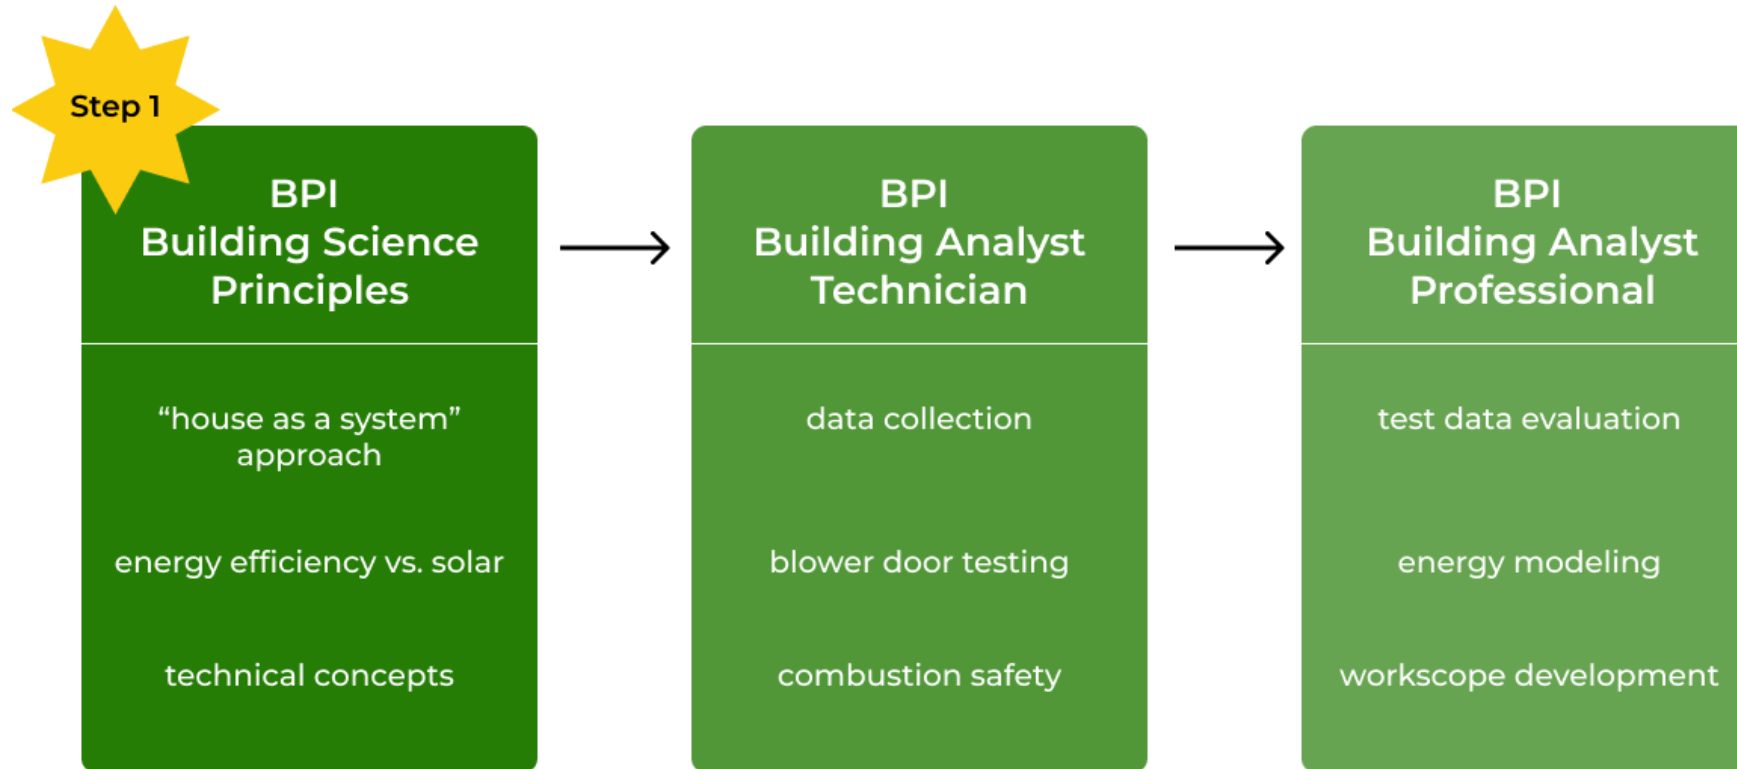 Step 1
BPI
Building Science
Principles
“house as a system”
approach
energy efficiency vs. solar
technical concepts
BPI
Building Analyst
Technician
data collection
blower door testing
combustion safety
BPI
Building Analyst
Professional
test data evaluation
energy modeling
workscope development